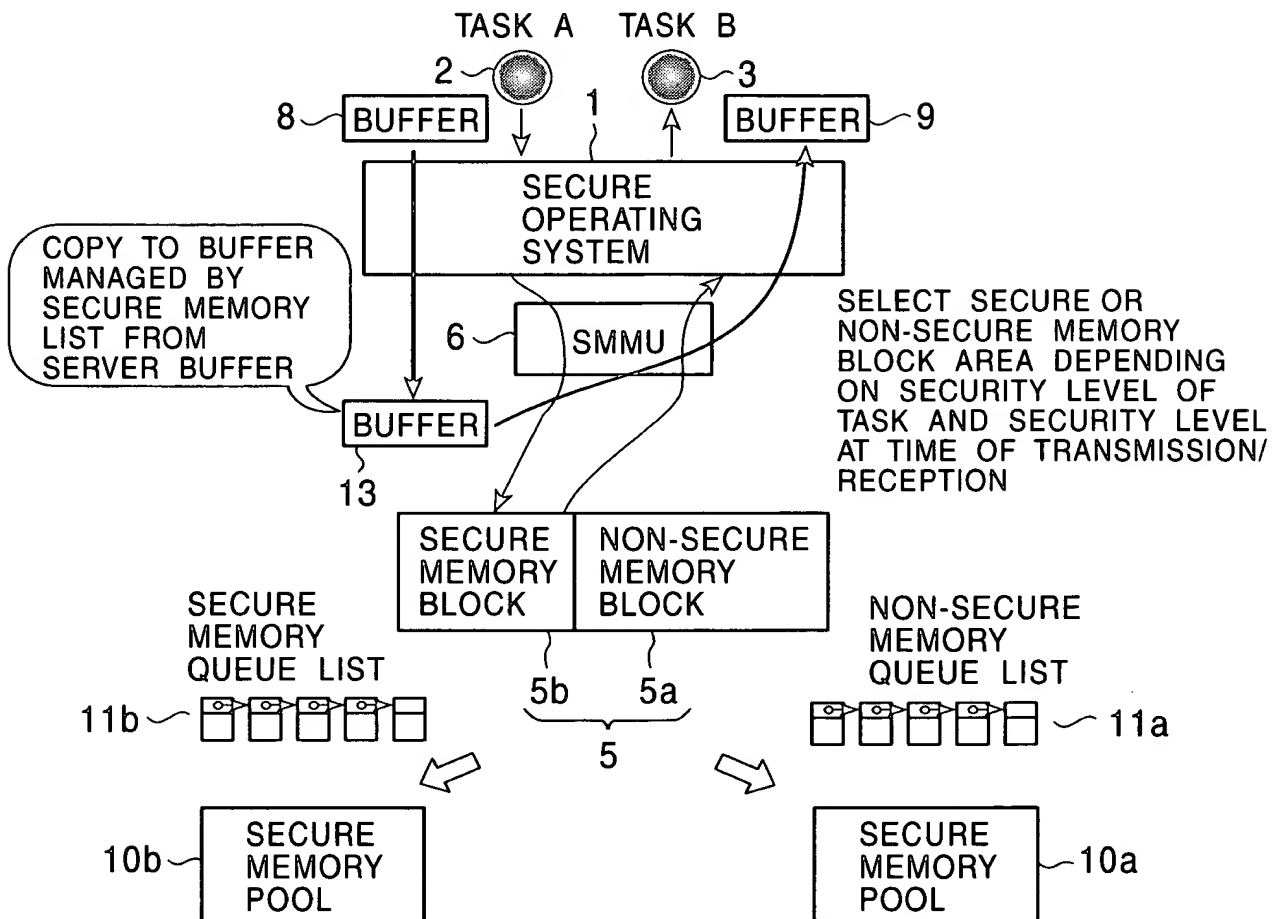 TASK A TASK B
2 3
8 BUFFER 1 BUFFER 9
SECURE
OPERATING
SYSTEM
COPY TO BUFFER
MANAGED BY
SECURE MEMORY
LIST FROM
SERVER BUFFER
6 SMMU
SELECT SECURE OR
NON-SECURE MEMORY
BLOCK AREA DEPENDING
ON SECURITY LEVEL OF
TASK AND SECURITY LEVEL
AT TIME OF TRANSMISSION/
RECEPTION
BUFFER
13
SECURE
MEMORY
BLOCK
NON-SECURE
MEMORY
BLOCK
5b 5a
5
SECURE
MEMORY
QUEUE LIST
11b
NON-SECURE
MEMORY
QUEUE LIST
11a
10b
SECURE
MEMORY
POOL
SECURE
MEMORY
POOL
10a